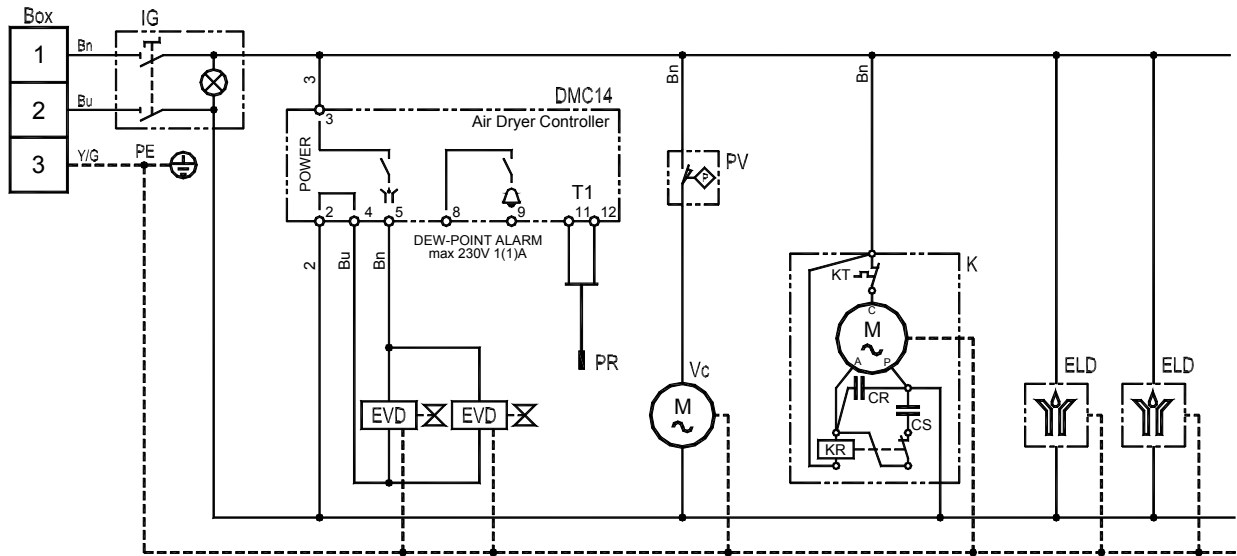 Box
IG
1
Bn
2
Bu
3
Y/G
PE
3
DMC14
3
Air Dryer Controller
POWER
T1
2
4
5
8
9
11
12
DEW-POINT ALARM
max 230V 1(1)A
2
Bu
Bn
PR
EVD
EVD
Bn
PV
P
Vc
M
Bn
K
KT
C
M
A
P
CR
CS
KR
ELD
ELD